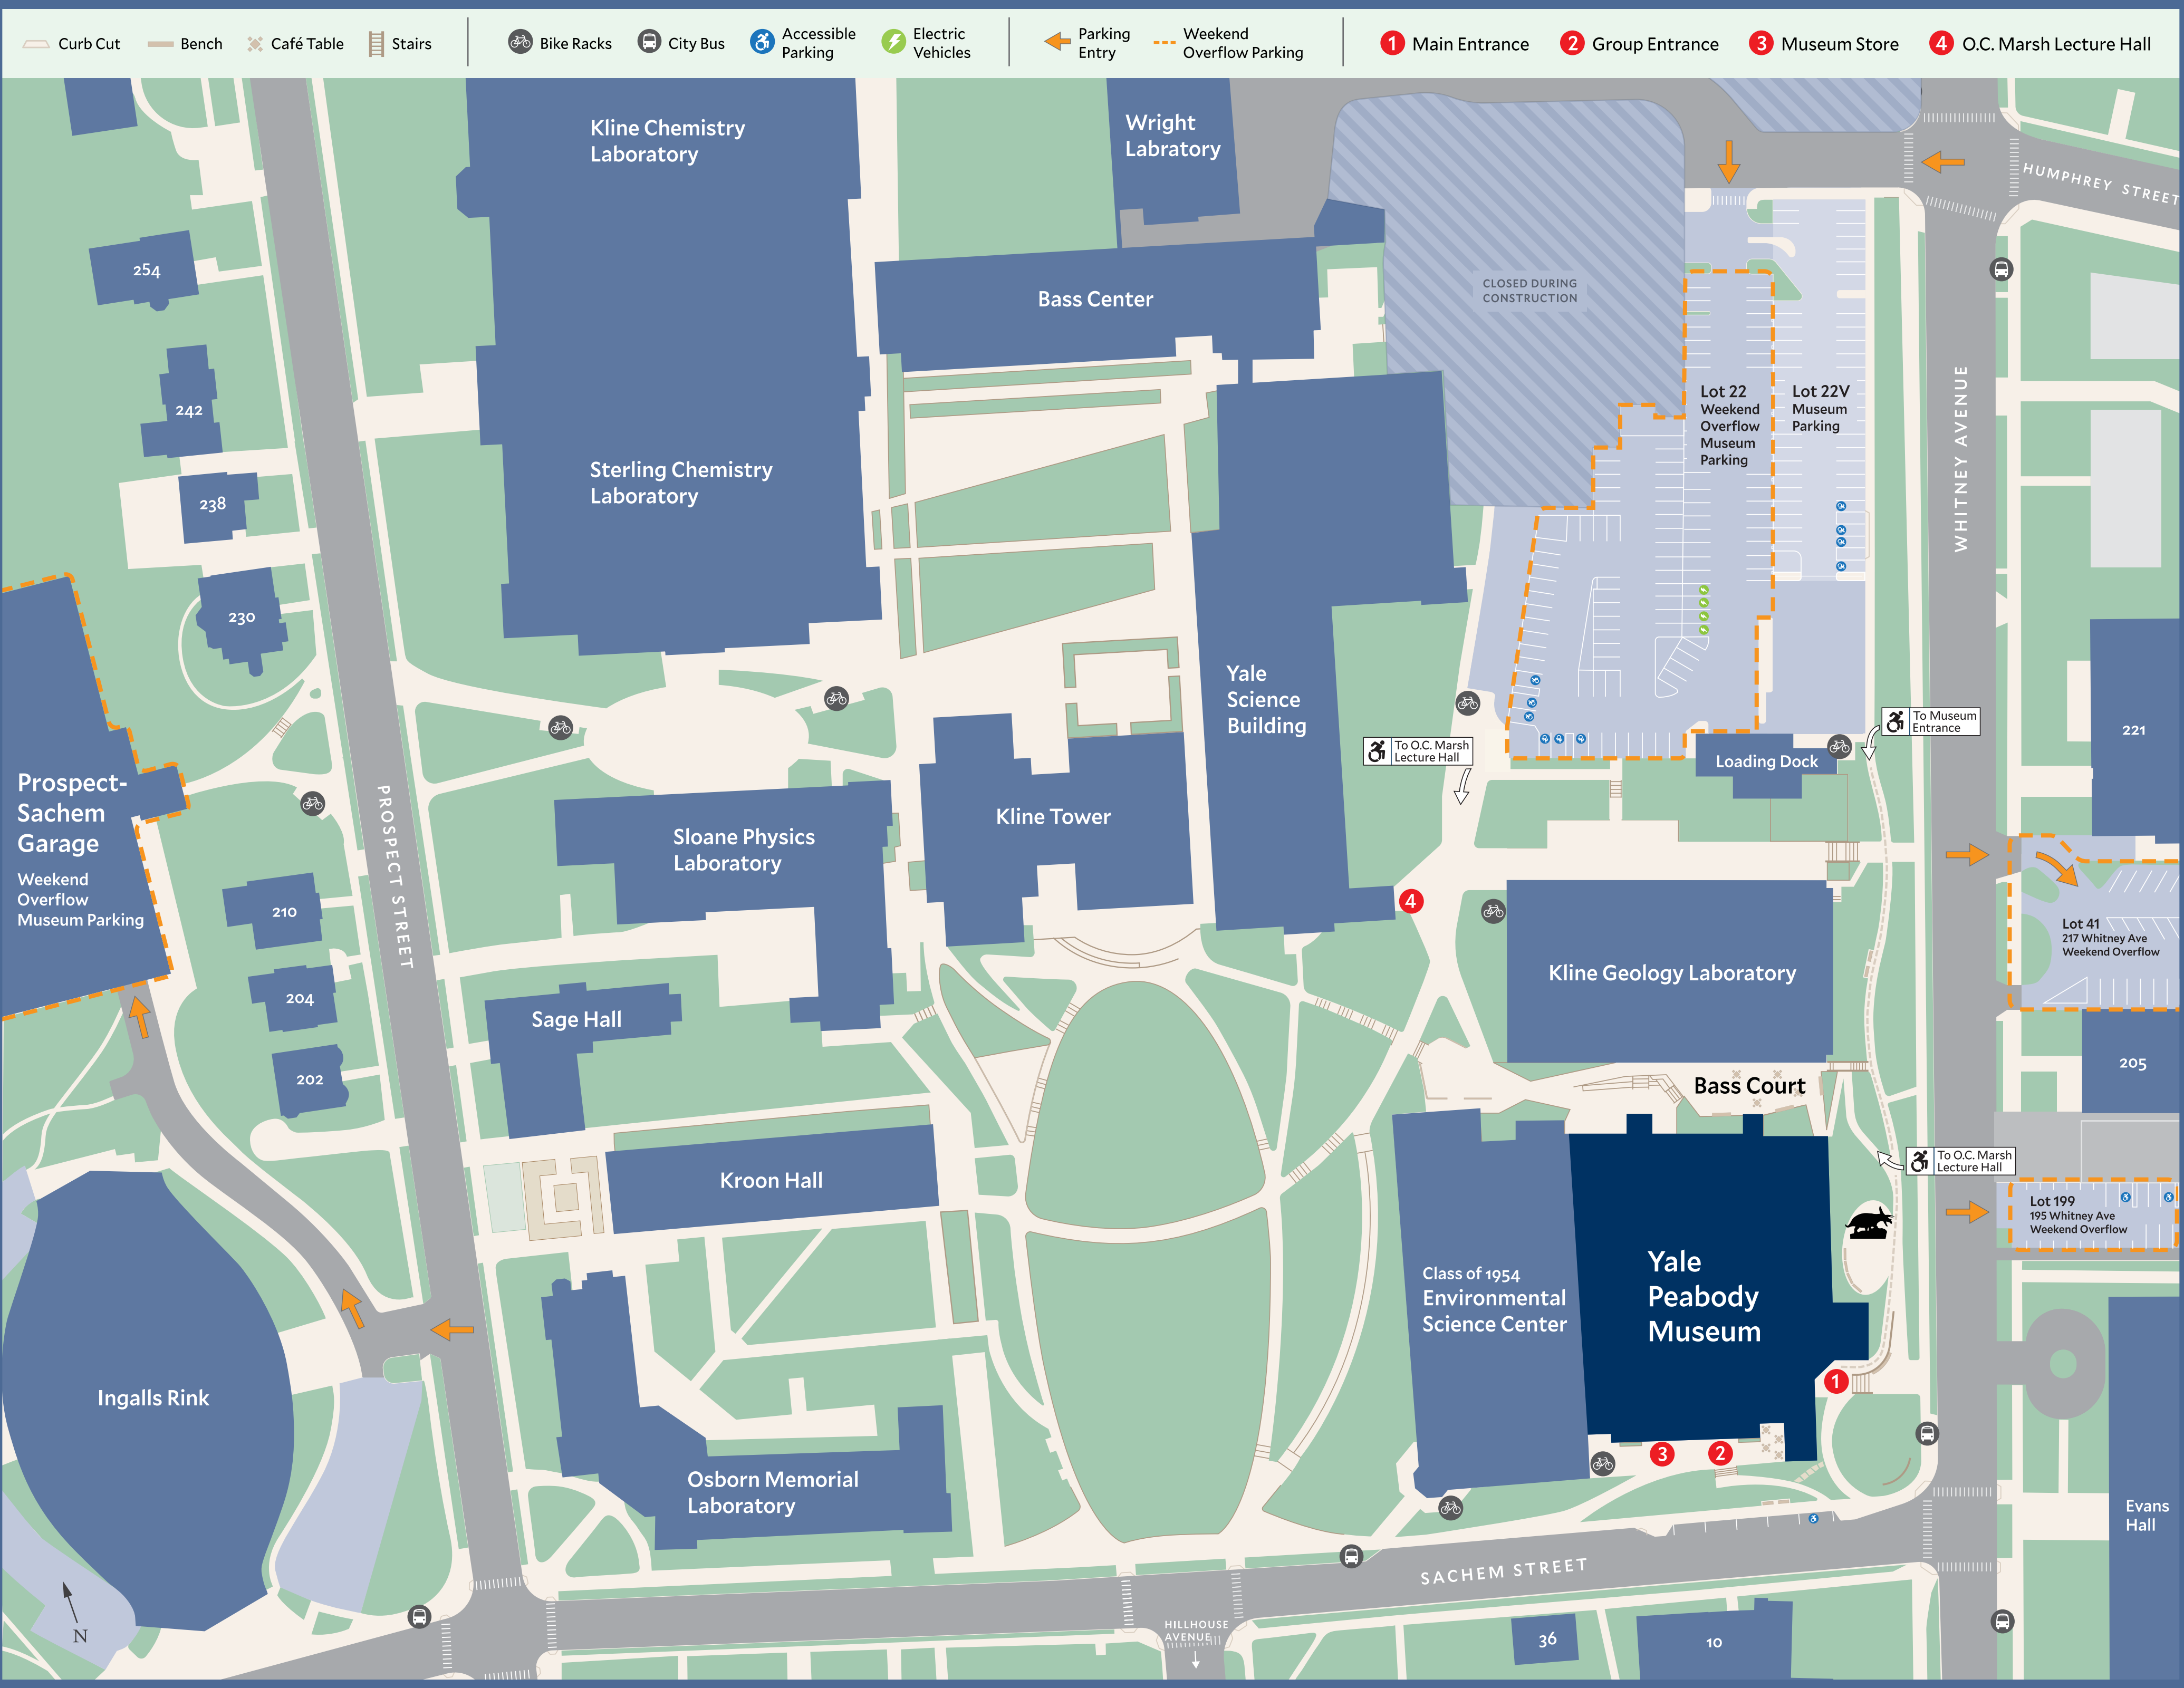 Curb Cut
Bench
Café Table
Stairs
Bike Racks
City Bus
Accessible
Parking
Electric
Vehicles
Parking
Entry
Weekend
Overflow Parking
1 Main Entrance
2 Group Entrance
3 Museum Store
4 O.C. Marsh Lecture Hall
Kline Chemistry
Laboratory
Wright
Labratory
HUMPHREY STREET
254
Bass Center
CLOSED DURING
CONSTRUCTION
242
Lot 22
Weekend
Overflow
Museum
Parking
Lot 22V
Museum
Parking
WHITNEY AVENUE
Sterling Chemistry
Laboratory
238
230
Yale
Science
Building
To Museum
Entrance
221
To O.C. Marsh
Lecture Hall
Loading Dock
Prospect-
Sachem
Garage
Weekend
Overflow
Museum Parking
PROSPECT STREET
Sloane Physics
Laboratory
Kline Tower
210
4
Lot 41
217 Whitney Ave
Weekend Overflow
Kline Geology Laboratory
204
Sage Hall
202
Bass Court
205
Kroon Hall
To O.C. Marsh
Lecture Hall
Lot 199
195 Whitney Ave
Weekend Overflow
Class of 1954
Environmental
Science Center
Yale
Peabody
Museum
1
Ingalls Rink
Osborn Memorial
Laboratory
3
2
Evans
Hall
SACHEM STREET
N
HILLHOUSE
AVENUE
36
10